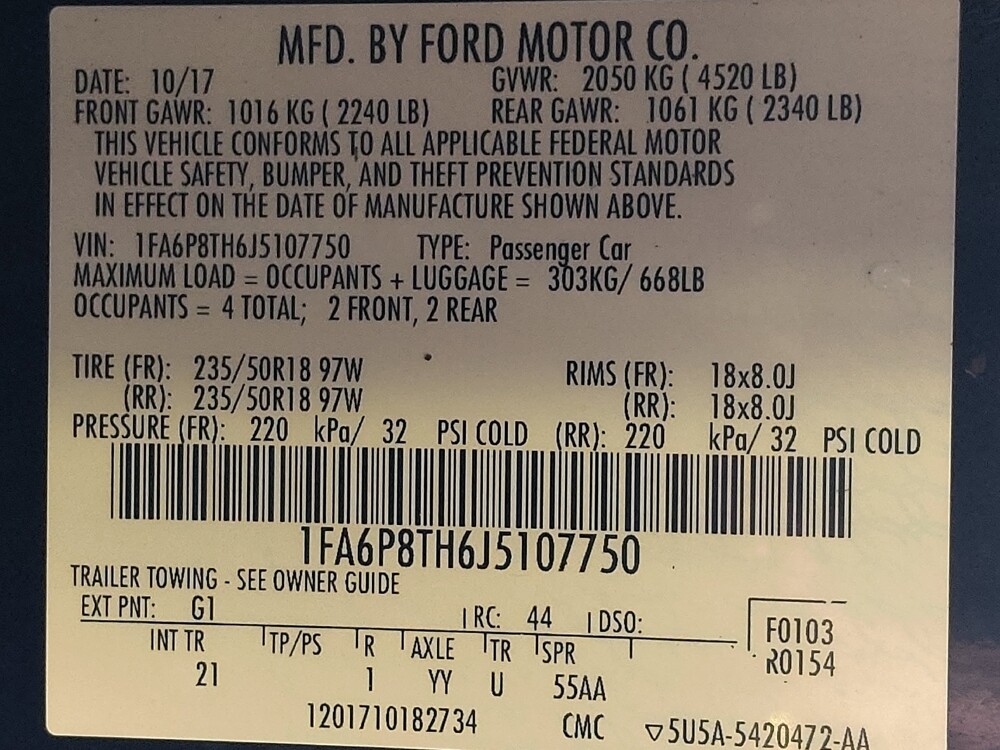 MFD. BY FORD MOTOR CO.
DATE: 10/17 GVWR: 2050 KG ( 4520 LB)
FRONT GAWR: 1016 KG ( 2240 LB) REAR GAWR: 1061 KG ( 2340 LB)
THIS VEHICLE CONFORMS TO ALL APPLICABLE FEDERAL MOTOR
VEHICLE SAFETY, BUMPER, AND THEFT PREVENTION STANDARDS
IN EFFECT ON THE DATE OF MANUFACTURE SHOWN ABOVE.
VIN: 1FA6P8TH6J5107750 TYPE: Passenger Car
MAXIMUM LOAD = OCCUPANTS + LUGGAGE = 303KG/ 668LB
OCCUPANTS = 4 TOTAL; 2 FRONT, 2 REAR
TIRE (FR): 235/50R18 97W RIMS (FR): 18x8.0J
(RR): 235/50R18 97W (RR): 18x8.0J
PRESSURE (FR): 220 kPa/ 32 PSI COLD (RR): 220 kPa/ 32 PSI COLD
1FA6P8TH6J5107750
TRAILER TOWING - SEE OWNER GUIDE
EXT PNT: G1 RC: 44 DSO: F0103
INT TR TP/PS R AXLE TR SPR R0154
21 1 YY U 55AA
1201710182734 CMC ▽5U5A-5420472-AA